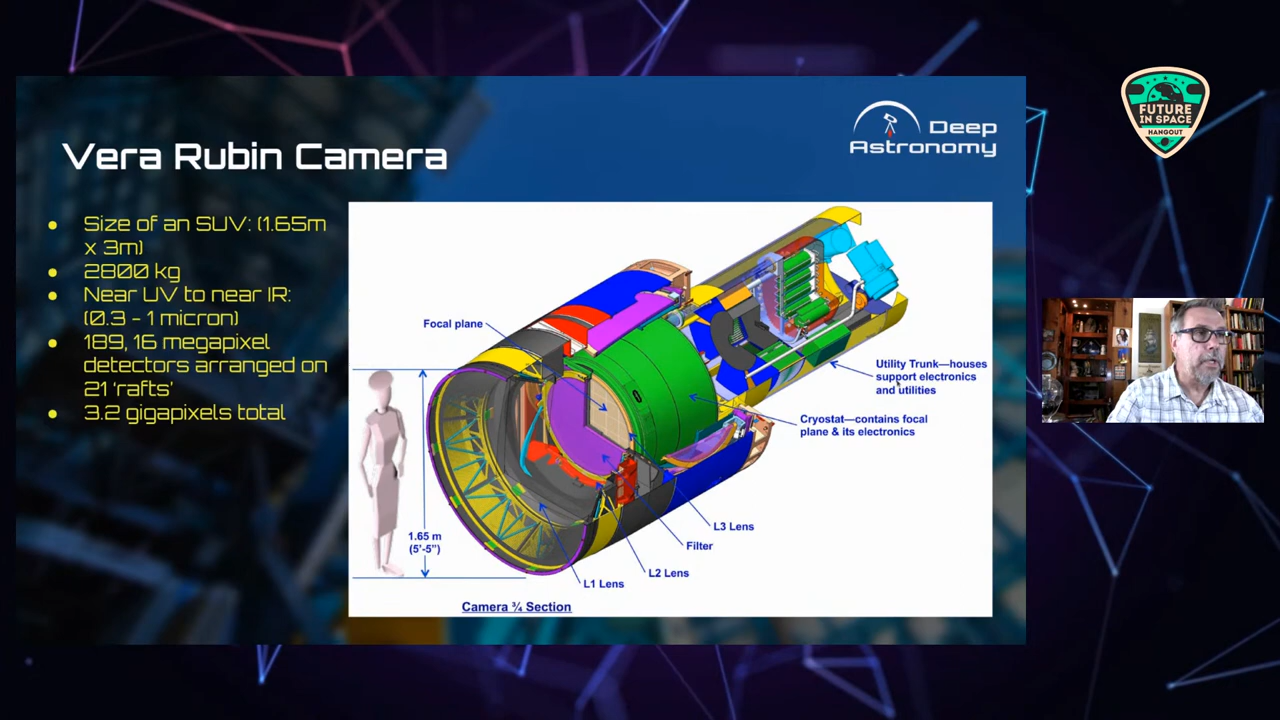 Deep
Astronomy
FUTURE
IN SPACE
HANGOUT
Vera Rubin Camera
• Size of an SUV: (1.65m
x 3m)
• 2800 kg
• Near UV to near IR:
(0.3 - 1 micron)
• 189, 16 megapixel
detectors arranged on
21 ‘rafts’
• 3.2 gigapixels total
Focal plane
Utility Trunk—houses
support electronics
and utilities
Cryostat—contains focal
plane & its electronics
1.65 m
(5’-5”)
L3 Lens
Filter
L2 Lens
L1 Lens
Camera ¾ Section